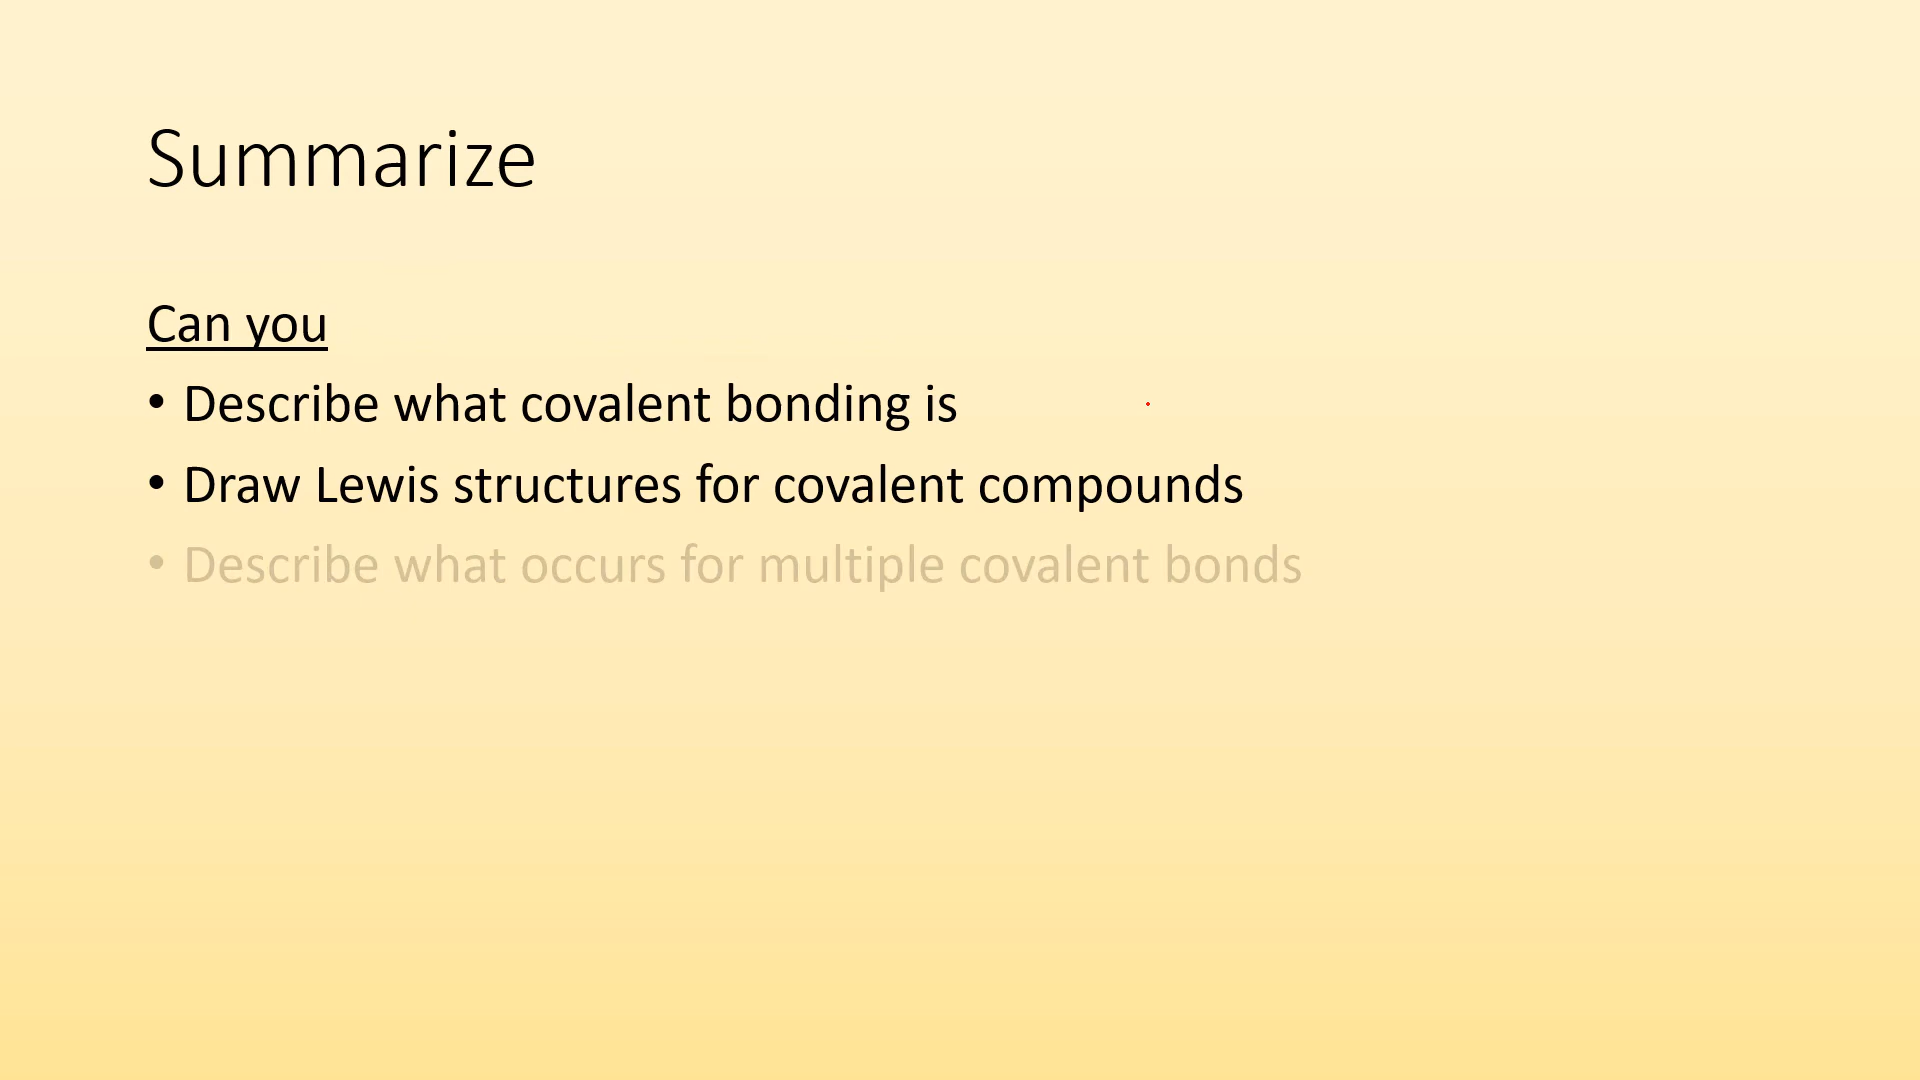 Summarize
Can you
• Describe what covalent bonding is
• Draw Lewis structures for covalent compounds
• Describe what occurs for multiple covalent bonds